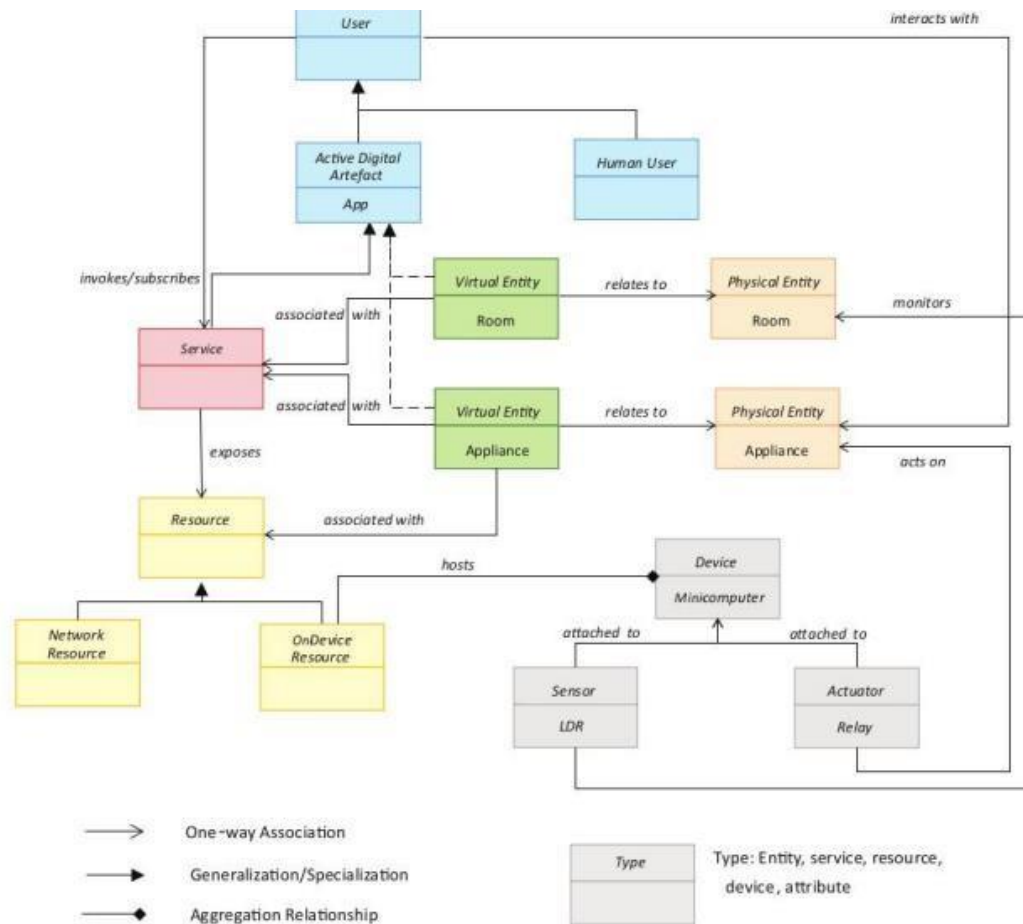 User
interacts with
Active Digital
Artefact
App
Human User
invokes/subscribes
Virtual Entity
Room
relates to
Physical Entity
Room
associated with
monitors
Service
associated with
Virtual Entity
Appliance
relates to
Physical Entity
Appliance
exposes
acts on
Resource
associated with
hosts
Device
Minicomputer
Network
Resource
OnDevice
Resource
attached to
attached to
Sensor
LDR
Actuator
Relay
One-way Association
Generalization/Specialization
Aggregation Relationship
Type
Type: Entity, service, resource,
device, attribute